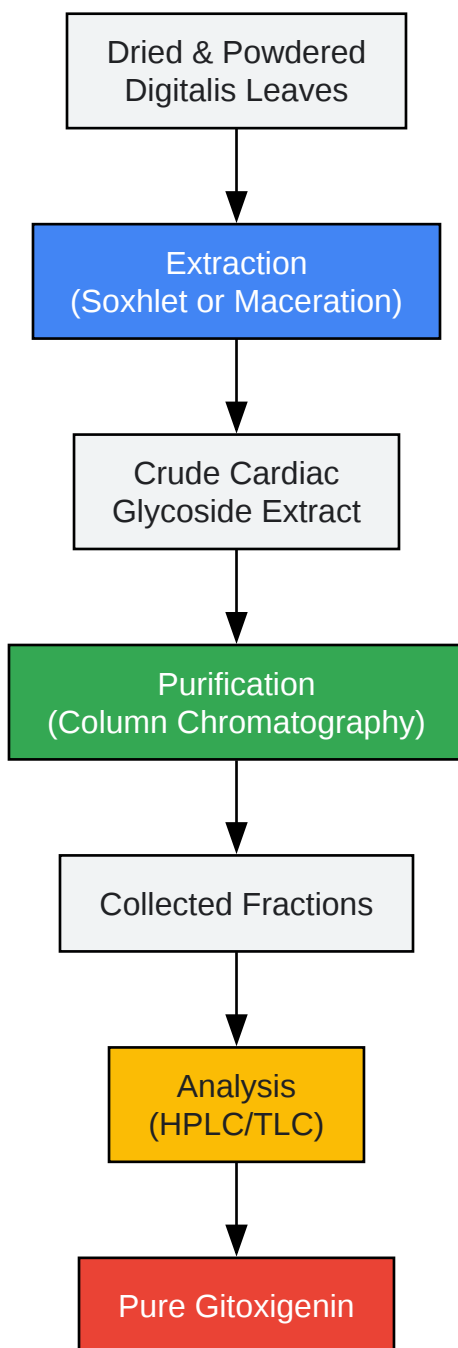 Dried & Powdered
Digitalis Leaves
Extraction
(Soxhlet or Maceration)
Crude Cardiac
Glycoside Extract
Purification
(Column Chromatography)
Collected Fractions
Analysis
(HPLC/TLC)
Pure Gitoxigenin